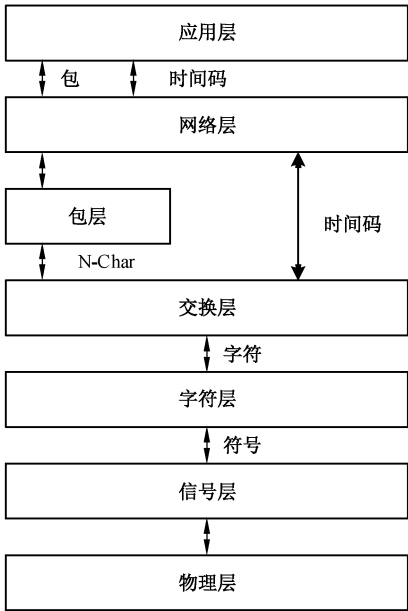 应用层
包 时间码
网络层
包层
时间码
N-Char
交换层
字符
字符层
符号
信号层
物理层